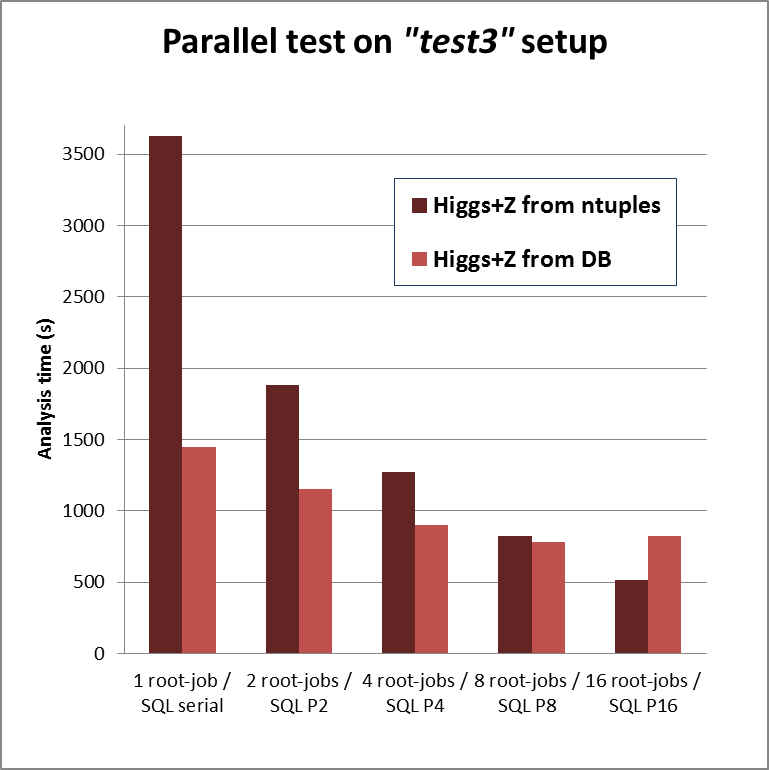 Parallel test on "test3" setup
3500
3000
2500
2000
1500
1000
500
0
Analysis time (s)
Higgs+Z from ntuples
Higgs+Z from DB
1 root-job /
SQL serial
2 root-jobs /
SQL P2
4 root-jobs /
SQL P4
8 root-jobs /
SQL P8
16 root-jobs /
SQL P16